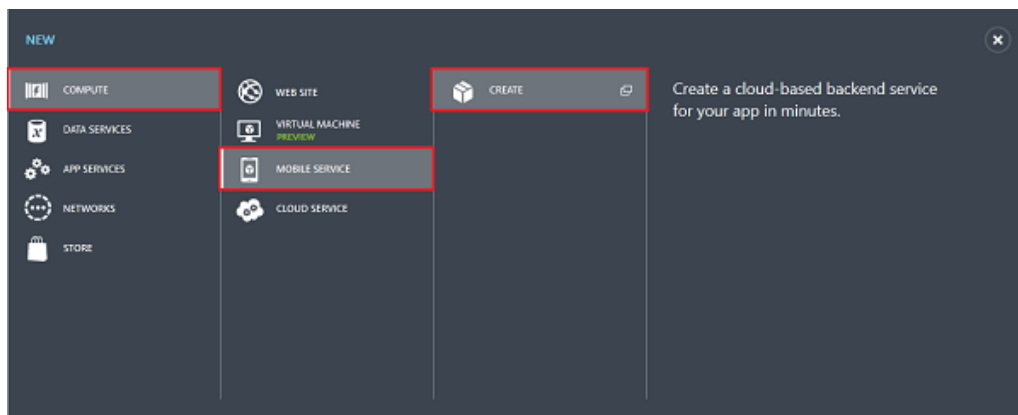 NEW
COMPUTE
DATA SERVICES
APP SERVICES
NETWORKS
STORE
WEB SITE
VIRTUAL MACHINE
PREVIEW
MOBILE SERVICE
CLOUD SERVICE
CREATE
Create a cloud-based backend service
for your app in minutes.